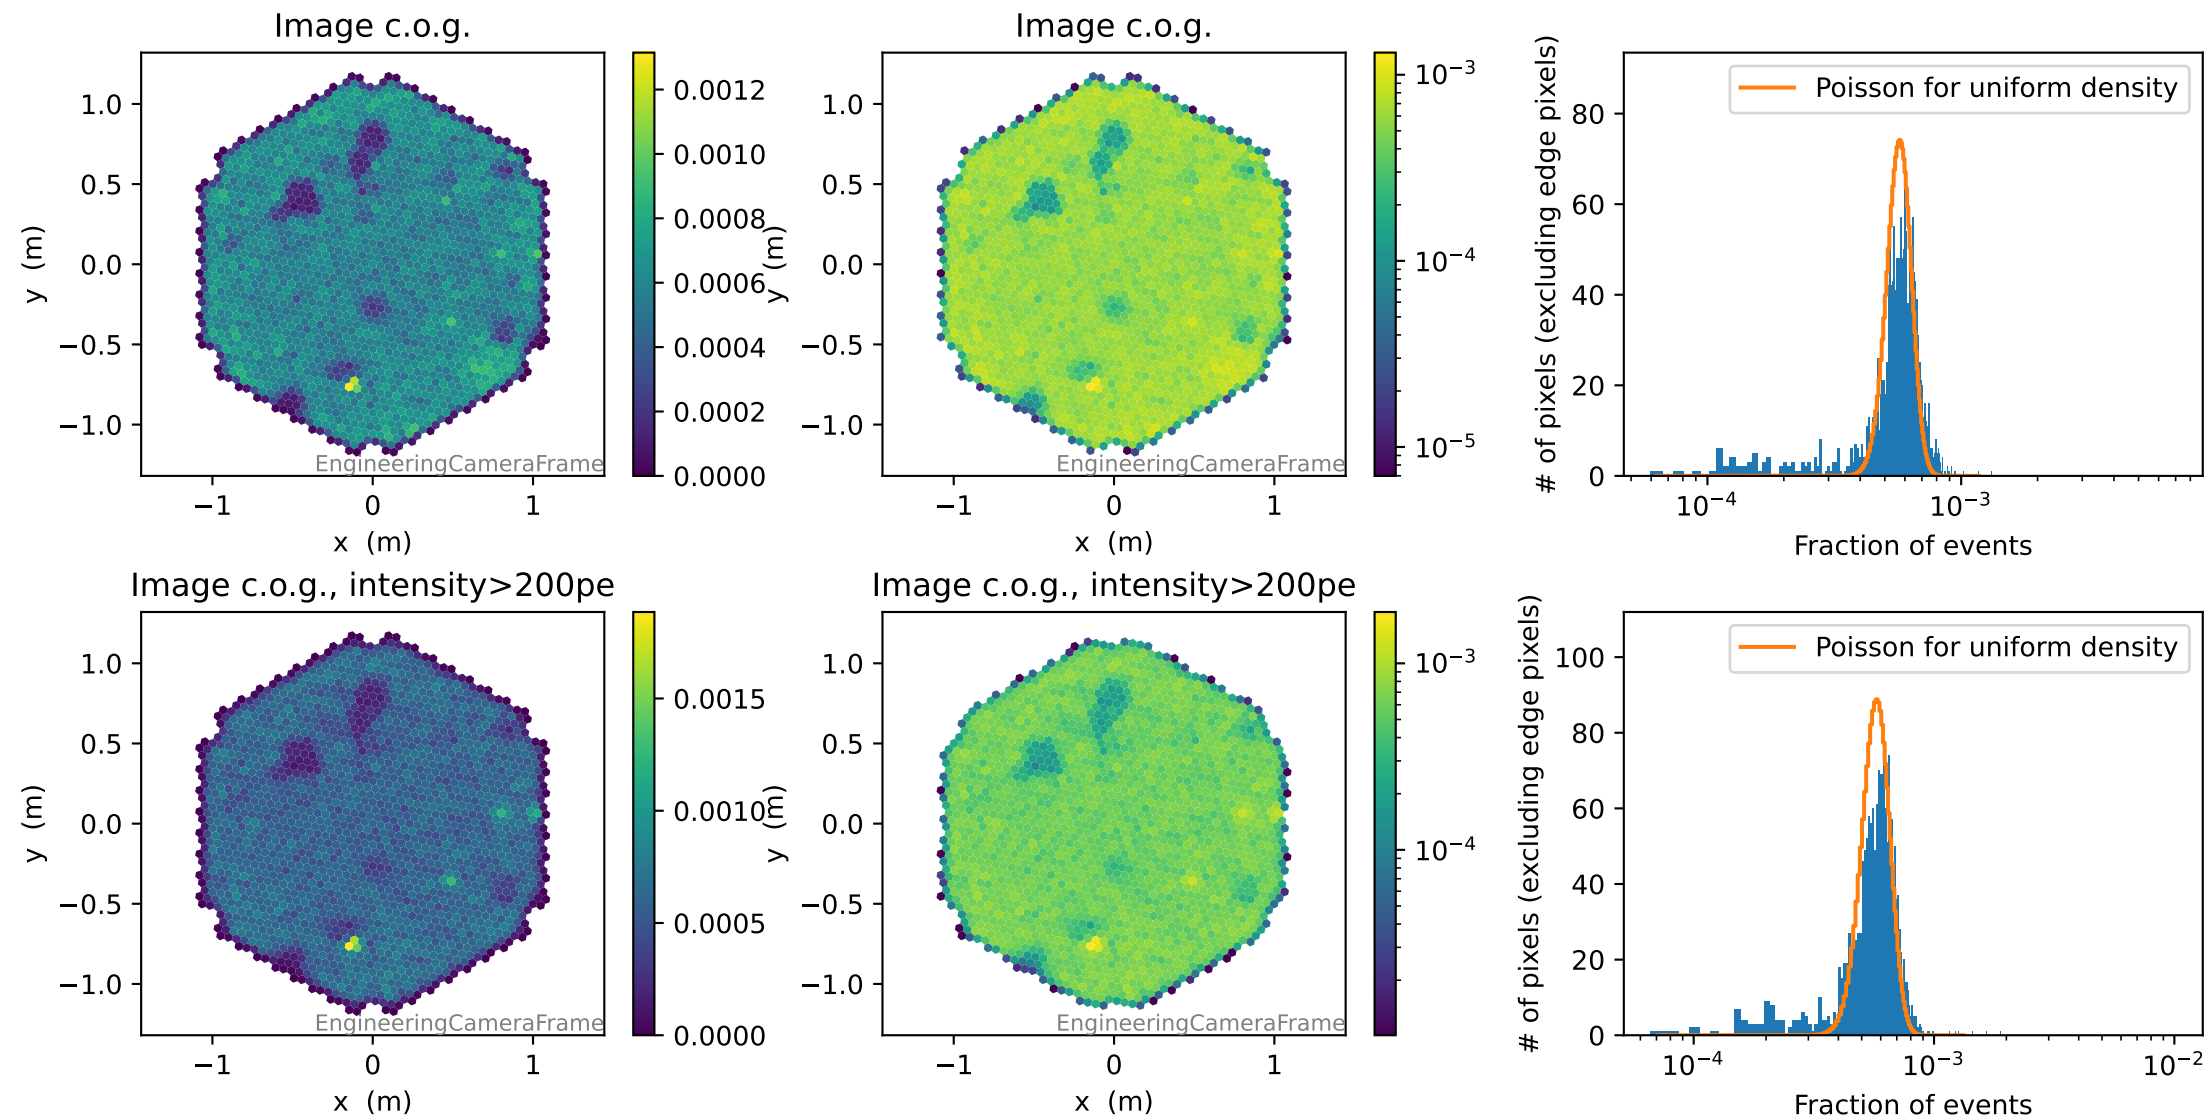 Image c.o.g.
y (m)
1.0
0.5
0.0
−0.5
−1.0
EngineeringCameraFrame
−1 0 1
x (m)
0.0012
0.0010
0.0008
0.0006
0.0004
0.0002
0.0000
Image c.o.g.
y (m)
1.0
0.5
0.0
−0.5
−1.0
EngineeringCameraFrame
−1 0 1
x (m)
10⁻³
10⁻⁴
10⁻⁵
# of pixels (excluding edge pixels)
80
60
40
20
0
Poisson for uniform density
10⁻⁴ 10⁻³
Fraction of events
Image c.o.g., intensity>200pe
y (m)
1.0
0.5
0.0
−0.5
−1.0
EngineeringCameraFrame
−1 0 1
x (m)
0.0015
0.0010
0.0005
0.0000
Image c.o.g., intensity>200pe
y (m)
1.0
0.5
0.0
−0.5
−1.0
EngineeringCameraFrame
−1 0 1
x (m)
10⁻³
10⁻⁴
# of pixels (excluding edge pixels)
100
80
60
40
20
0
Poisson for uniform density
10⁻⁴ 10⁻³ 10⁻²
Fraction of events